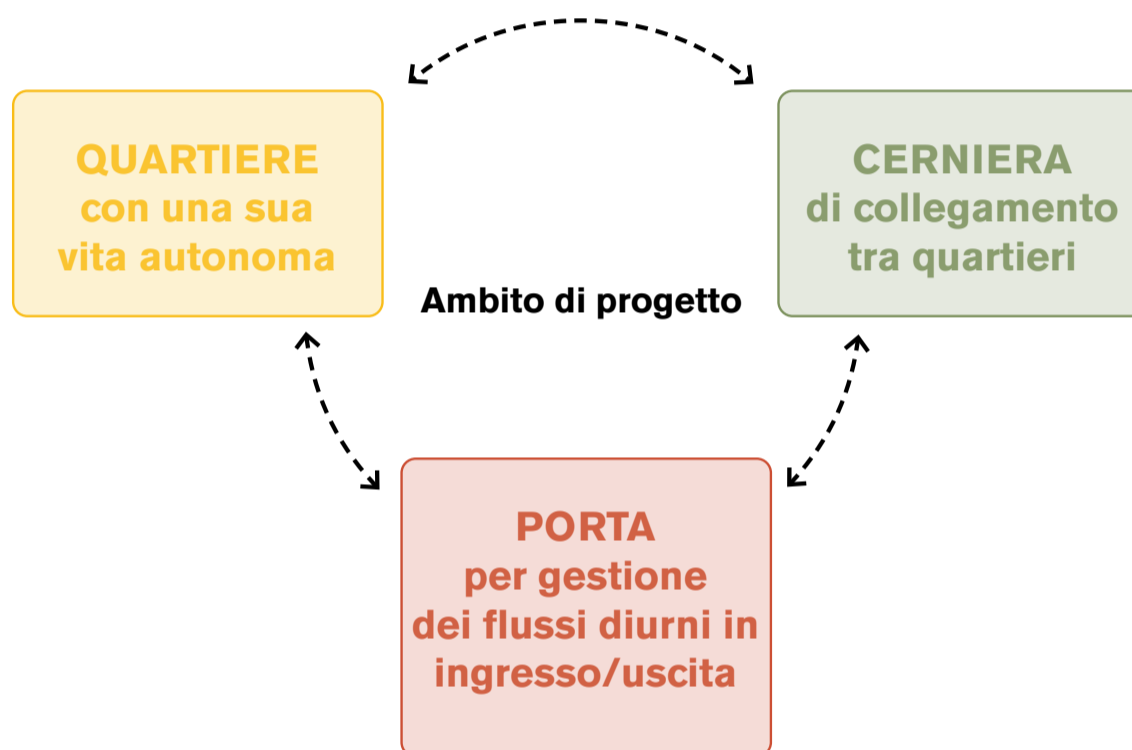 QUARTIERE
con una sua
vita autonoma
CERNIERA
di collegamento
tra quartieri
Ambito di progetto
PORTA
per gestione
dei flussi diurni in
ingresso/uscita